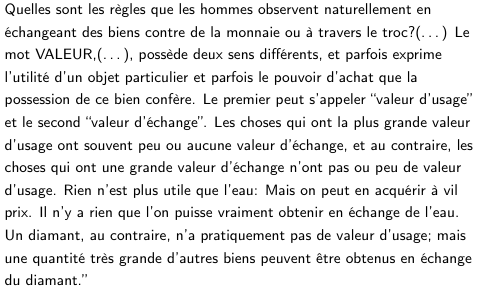 Quelles sont les règles que les hommes observent naturellement en
échangeant des biens contre de la monnaie ou à travers le troc?(...) Le
mot VALEUR,(...), possède deux sens différents, et parfois exprime
l'utilité d'un objet particulier et parfois le pouvoir d'achat que la
possession de ce bien confère. Le premier peut s'appeler “valeur d'usage”
et le second “valeur d'échange”. Les choses qui ont la plus grande valeur
d'usage ont souvent peu ou aucune valeur d'échange, et au contraire, les
choses qui ont une grande valeur d'échange n'ont pas ou peu de valeur
d'usage. Rien n'est plus utile que l'eau: Mais on peut en acquérir à vil
prix. Il n'y a rien que l'on puisse vraiment obtenir en échange de l'eau.
Un diamant, au contraire, n'a pratiquement pas de valeur d'usage; mais
une quantité très grande d'autres biens peuvent être obtenus en échange
du diamant.”